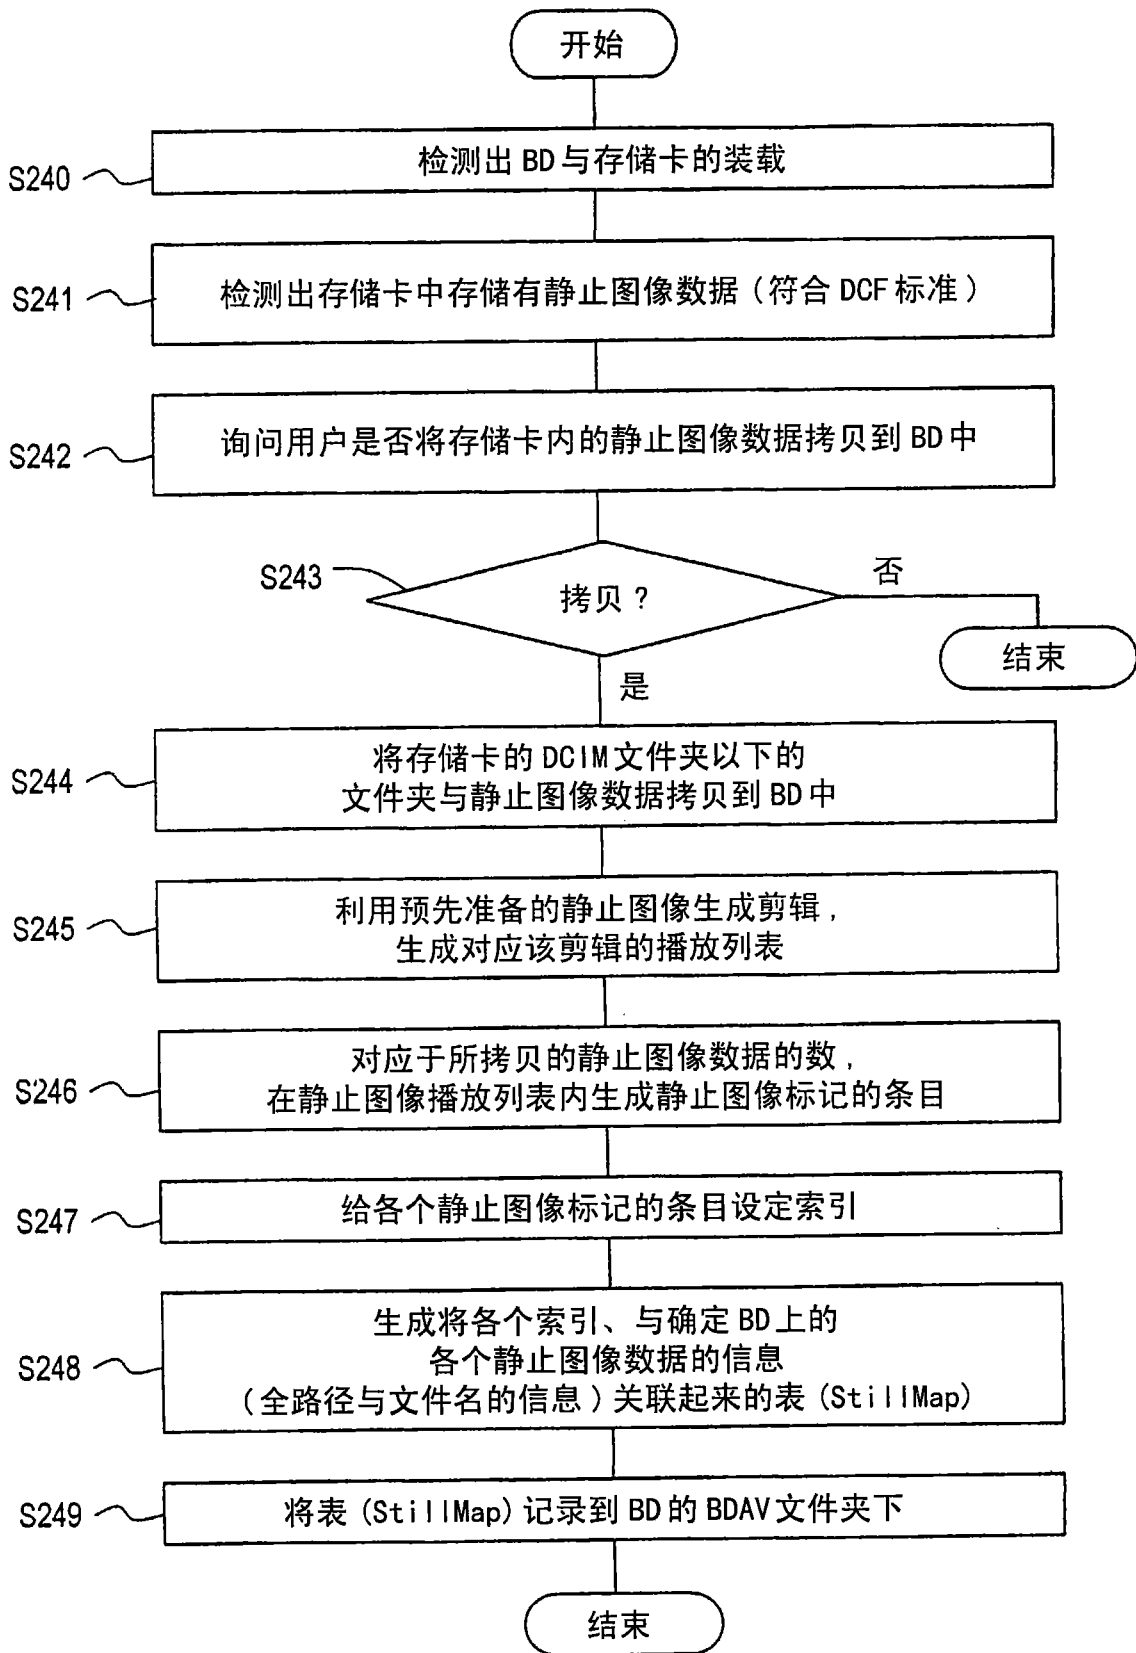 开始
S240
检测出 BD 与存储卡的装载
S241
检测出存储卡中存储有静止图像数据（符合 DCF 标准）
S242
询问用户是否将存储卡内的静止图像数据拷贝到 BD 中
S243
拷贝？
否
结束
是
S244
将存储卡的 DCIM 文件夹以下的
文件夹与静止图像数据拷贝到 BD 中
S245
利用预先准备的静止图像生成剪辑，
生成对应该剪辑的播放列表
S246
对应于所拷贝的静止图像数据的数，
在静止图像播放列表内生成静止图像标记的条目
S247
给各个静止图像标记的条目设定索引
S248
生成将各个索引、与确定 BD 上的
各个静止图像数据的信息
（全路径与文件名的信息）关联起来的表 (StillMap)
S249
将表 (StillMap) 记录到 BD 的 BDAV 文件夹下
结束